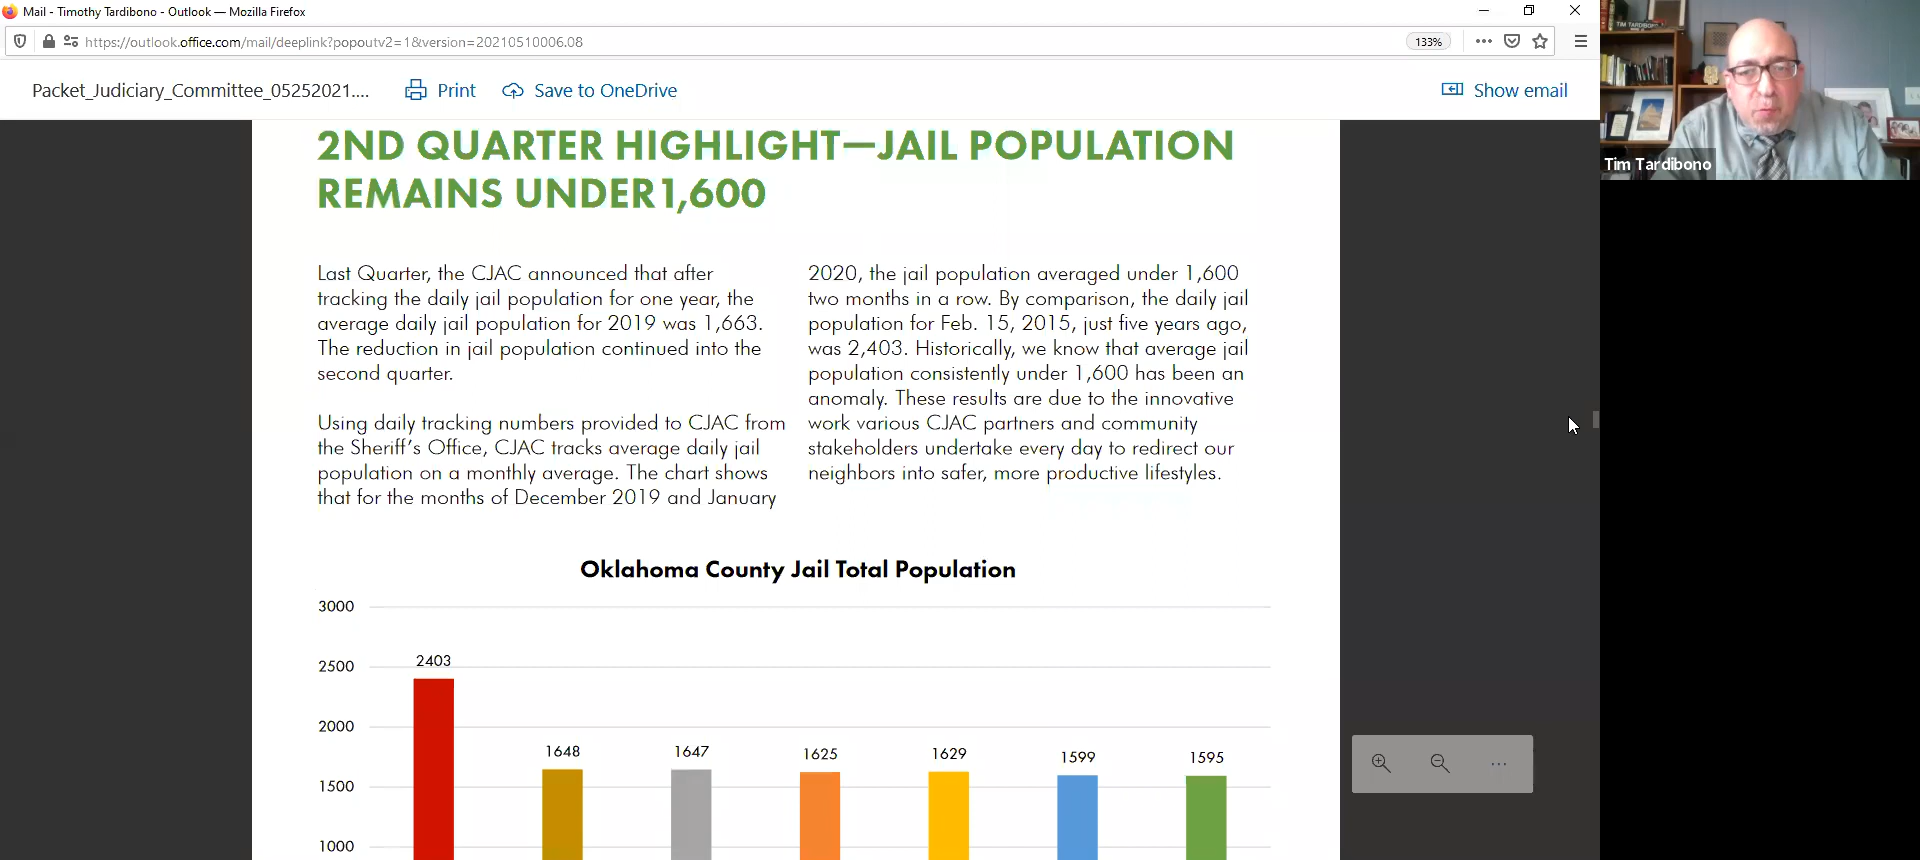 Mail - Timothy Tardibono - Outlook — Mozilla Firefox
https://outlook.office.com/mail/deeplink?popoutv2=1&version=20210510006.08
133%
Packet_Judiciary_Committee_05252021....
Print
Save to OneDrive
Show email
TIM TARDIBONO
Tim Tardibono
2ND QUARTER HIGHLIGHT—JAIL POPULATION
REMAINS UNDER1,600
Last Quarter, the CJAC announced that after
tracking the daily jail population for one year, the
average daily jail population for 2019 was 1,663.
The reduction in jail population continued into the
second quarter.
Using daily tracking numbers provided to CJAC from
the Sheriff's Office, CJAC tracks average daily jail
population on a monthly average. The chart shows
that for the months of December 2019 and January
2020, the jail population averaged under 1,600
two months in a row. By comparison, the daily jail
population for Feb. 15, 2015, just five years ago,
was 2,403. Historically, we know that average jail
population consistently under 1,600 has been an
anomaly. These results are due to the innovative
work various CJAC partners and community
stakeholders undertake every day to redirect our
neighbors into safer, more productive lifestyles.
Oklahoma County Jail Total Population
3000
2500
2000
1500
1000
2403
1648
1647
1625
1629
1599
1595